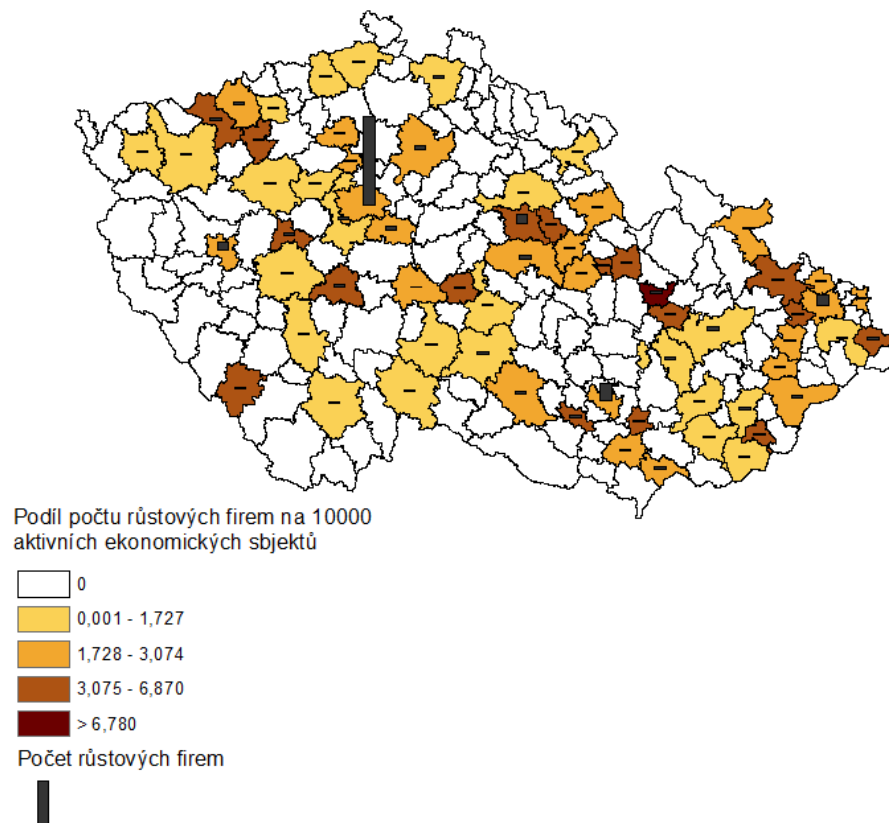 Podíl počtu růstových firem na 10000
aktivních ekonomických sbjektů
0
0,001 - 1,727
1,728 - 3,074
3,075 - 6,870
> 6,780
Počet růstových firem